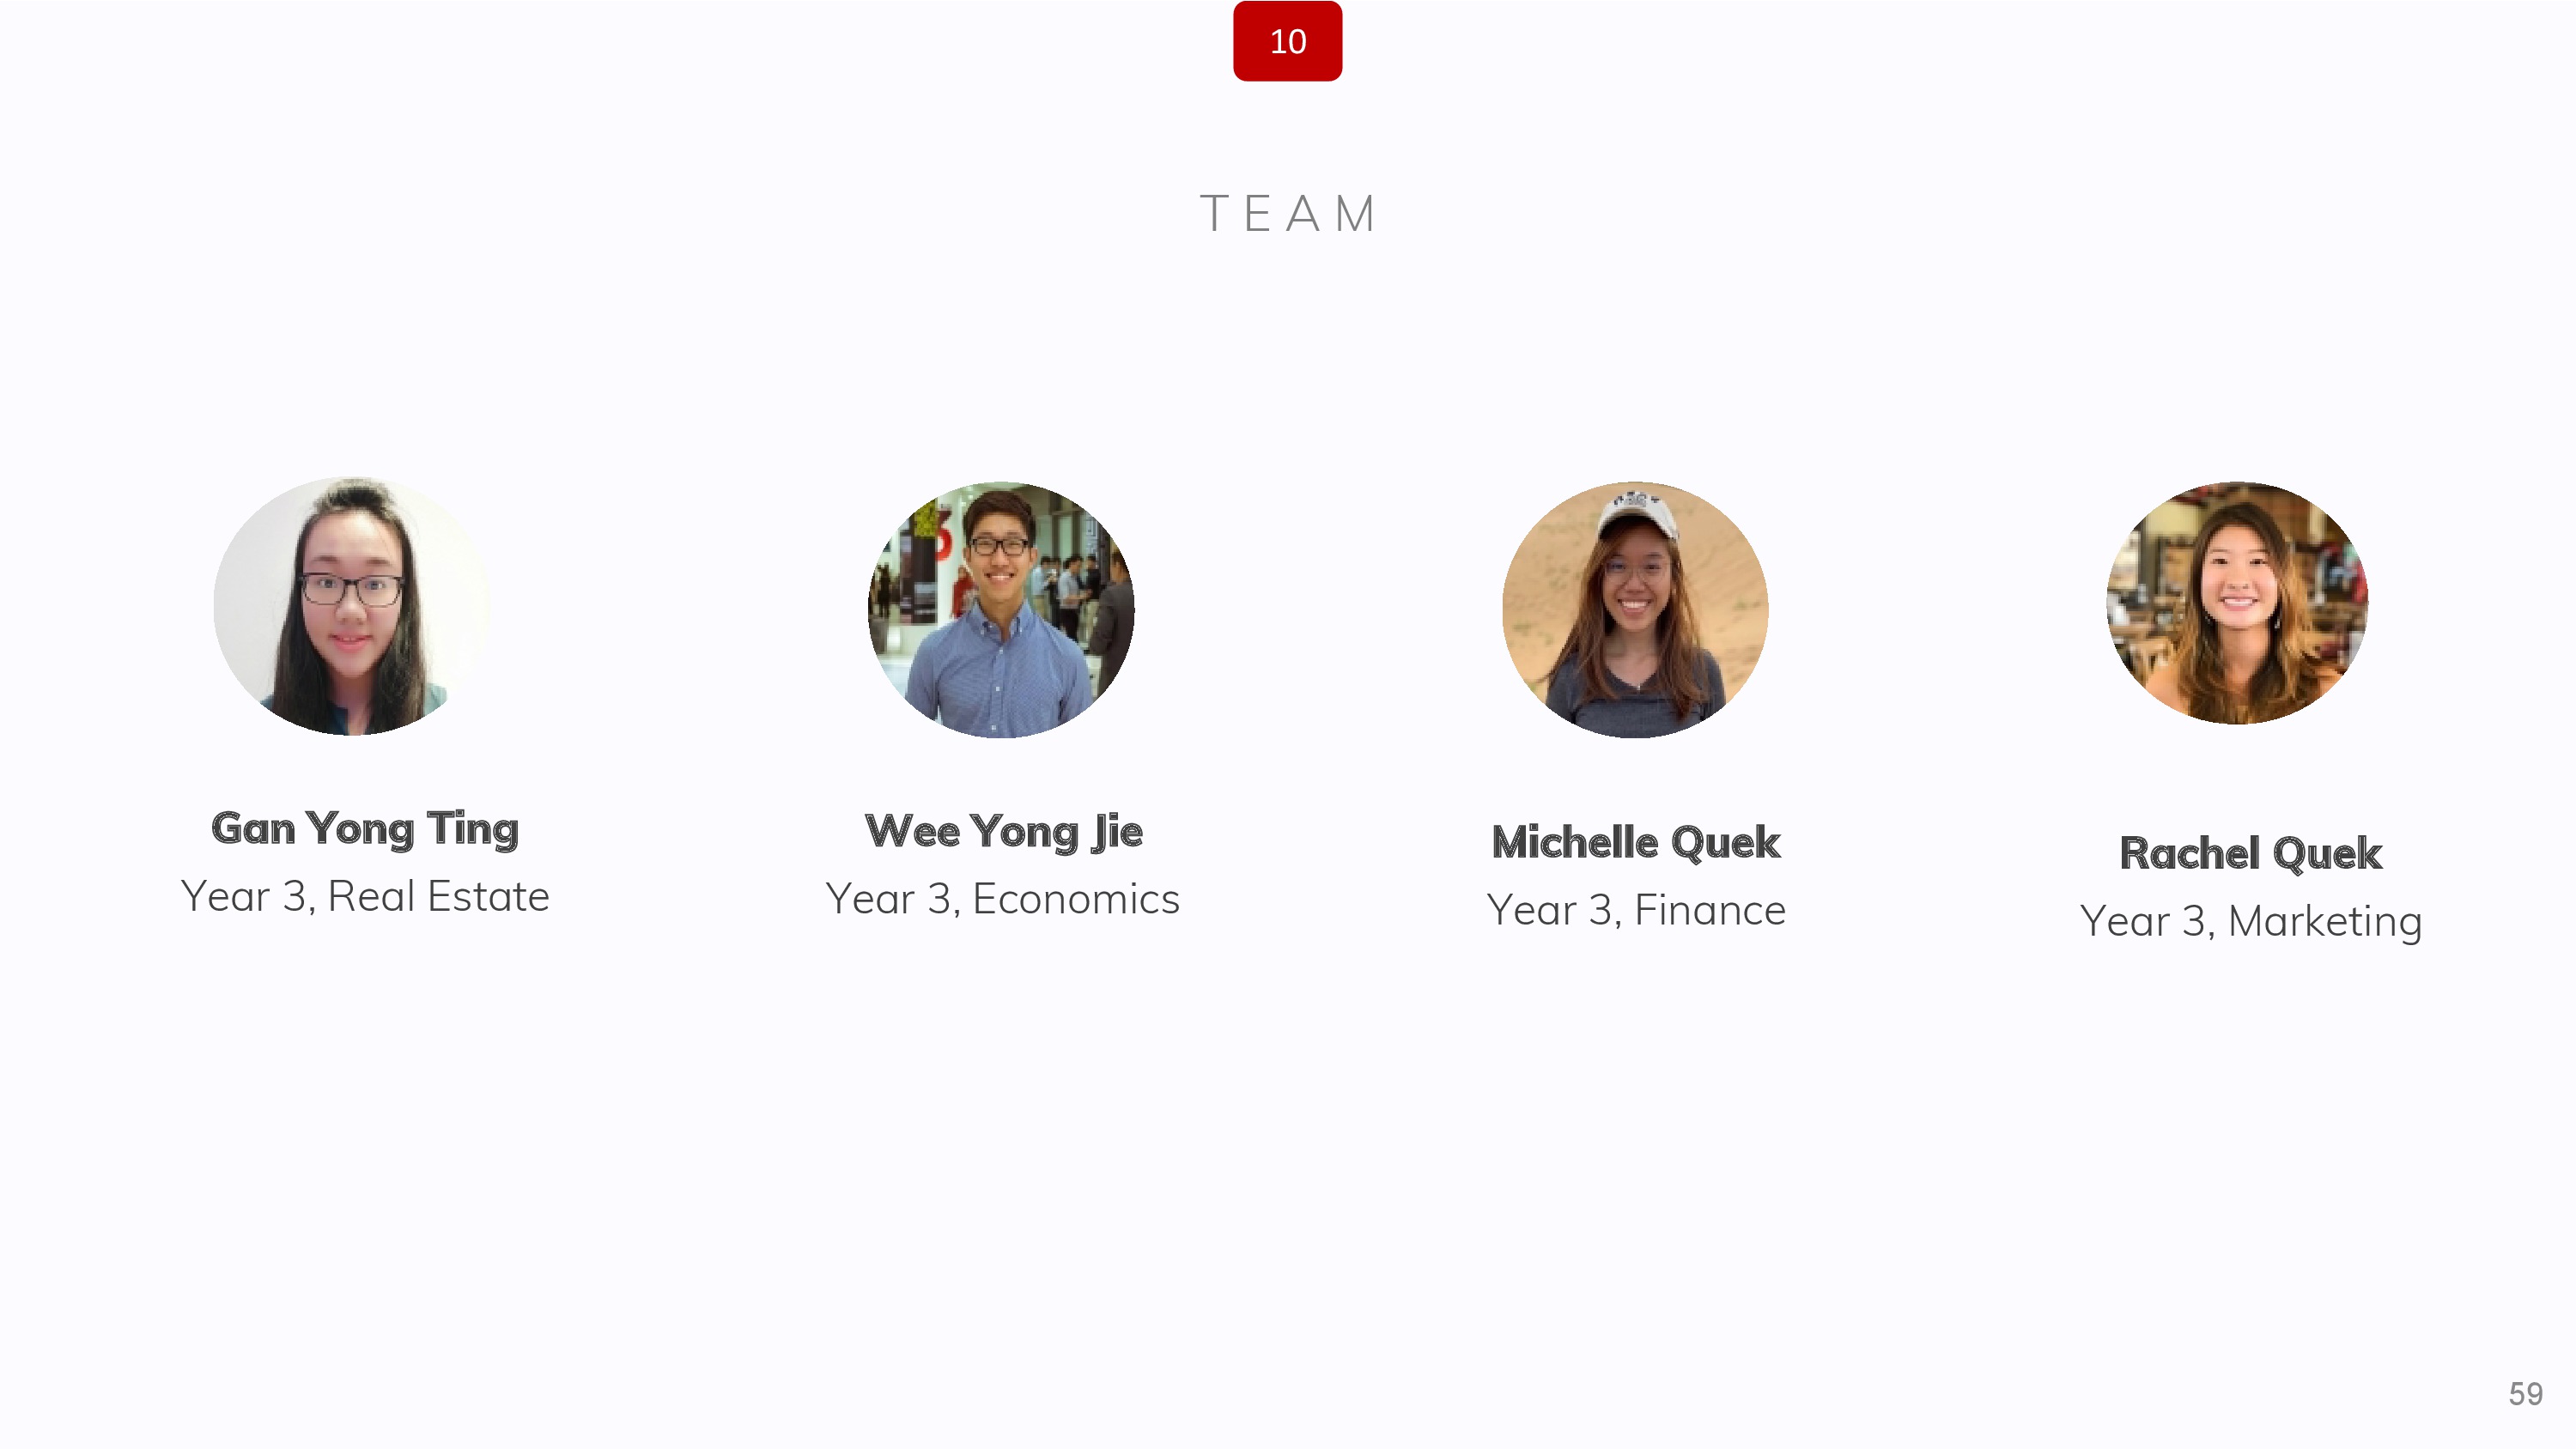 10
TEAM
Gan Yong Ting
Year 3, Real Estate
Wee Yong Jie
Year 3, Economics
Michelle Quek
Year 3, Finance
Rachel Quek
Year 3, Marketing
59